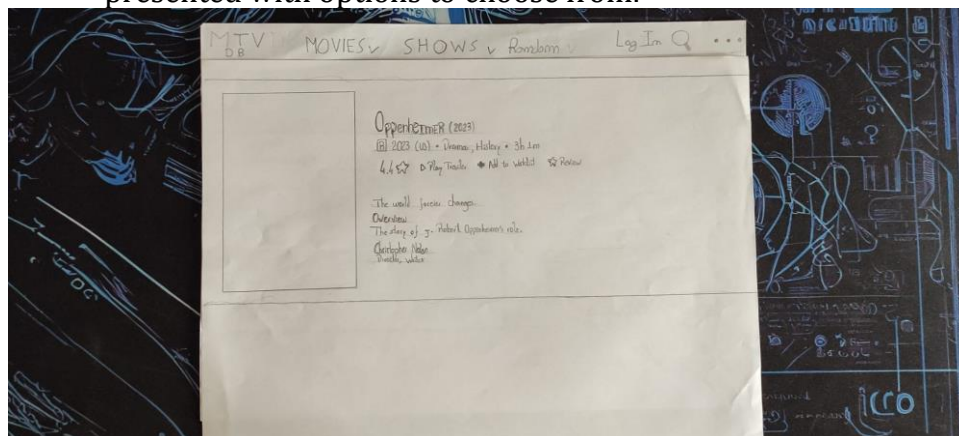 presented with options to choose from.
MTV MOVIES SHOWS Random Log In ...
DB
Oppenheimer (2023)
R 2023 (US) • Drama, History • 3h 1m
4.4 Play Trailer Add to Watchlist Review
The world forever changes.
Overview
The story of J. Robert Oppenheimer's role.
Christopher Nolan
Director, writer